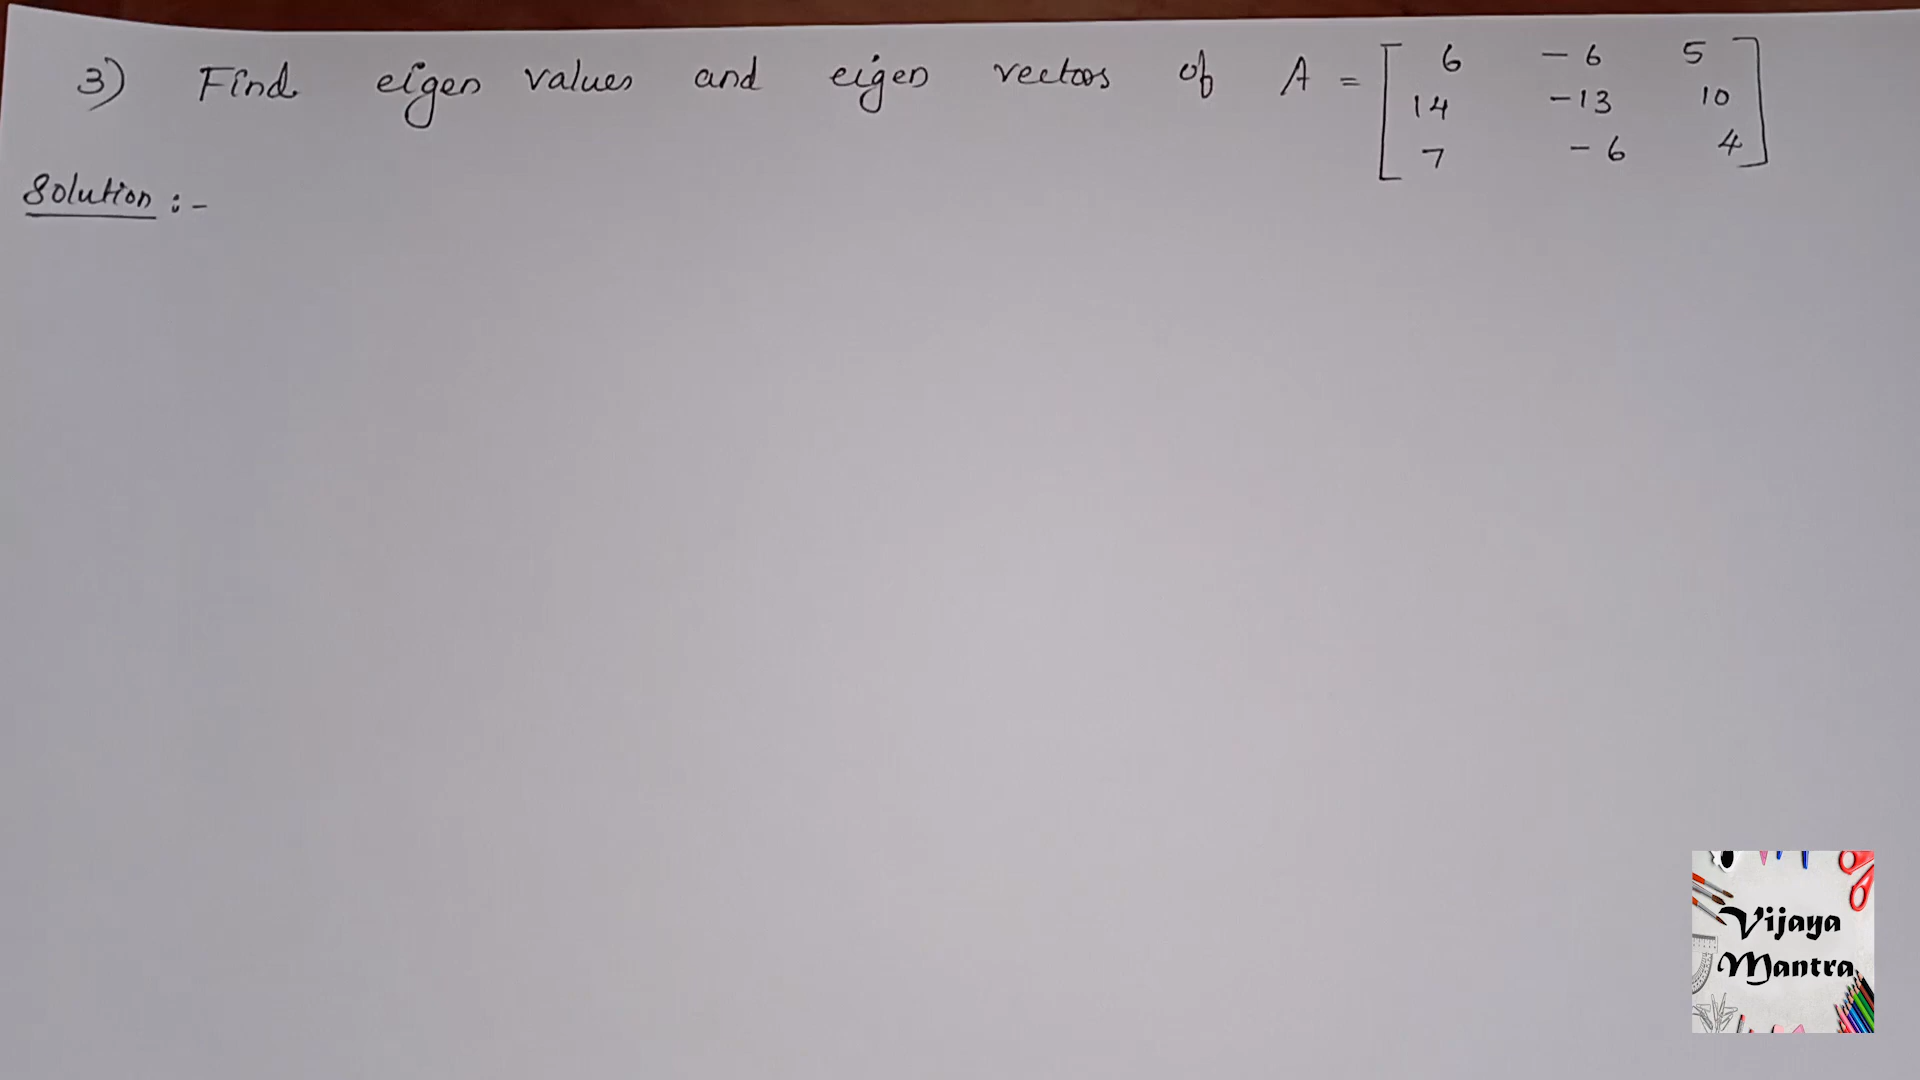 3) Find eigen values and eigen vectors of A = [ 6 -6 5
14 -13 10
7 -6 4 ]
Solution :-
Vijaya
Mantra